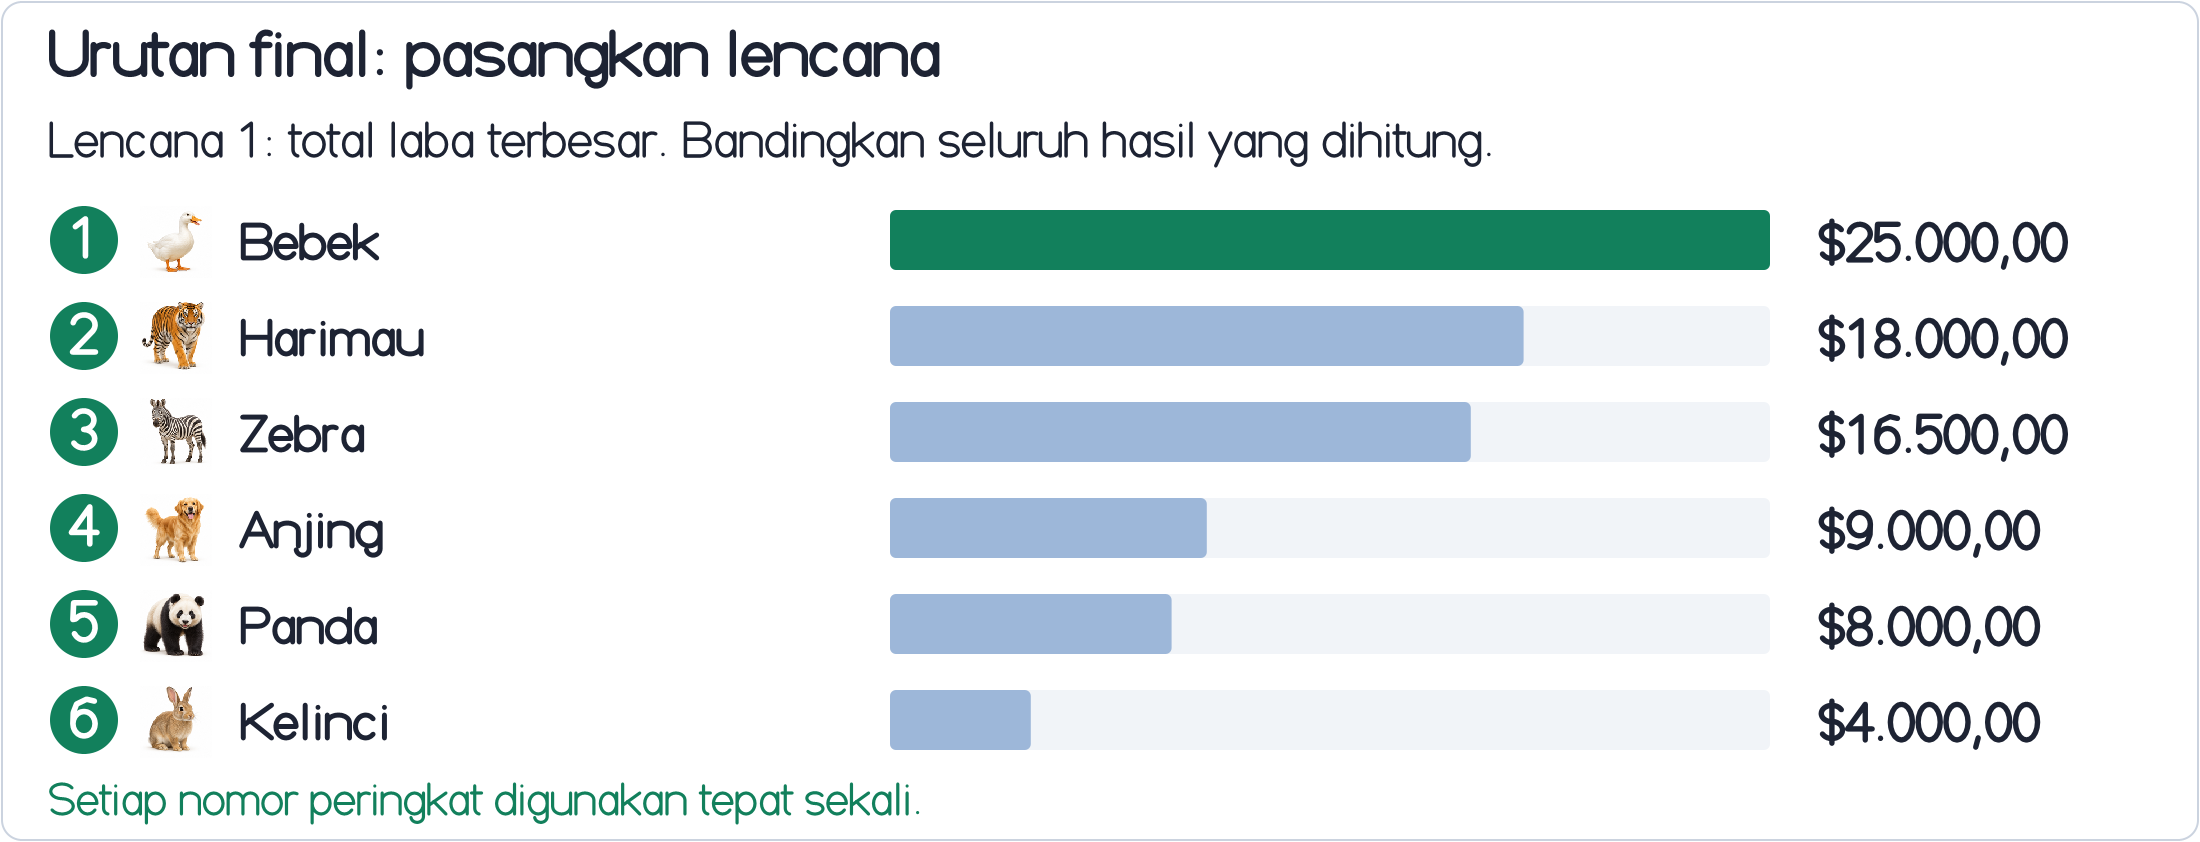 Urutan final: pasangkan lencana
Lencana 1: total laba terbesar. Bandingkan seluruh hasil yang dihitung.
1 Bebek $25.000,00
2 Harimau $18.000,00
3 Zebra $16.500,00
4 Anjing $9.000,00
5 Panda $8.000,00
6 Kelinci $4.000,00
Setiap nomor peringkat digunakan tepat sekali.